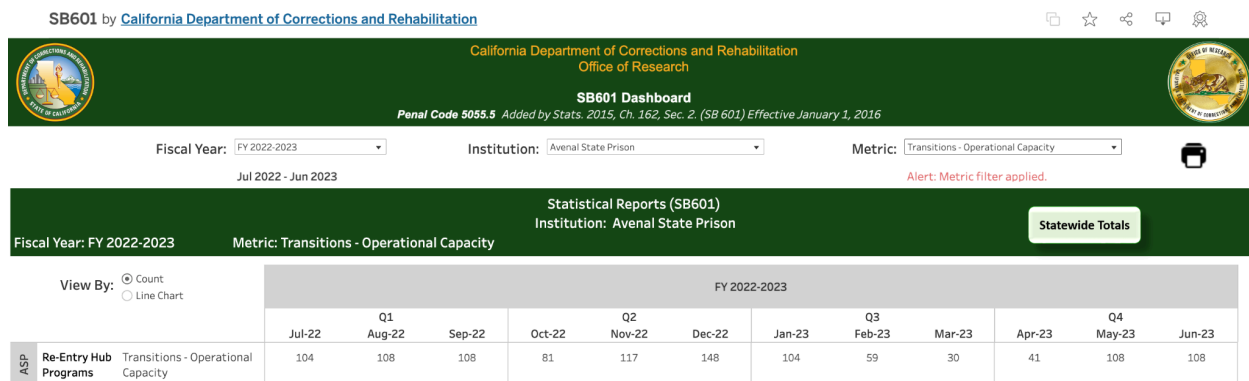 SB601 by California Department of Corrections and Rehabilitation
California Department of Corrections and Rehabilitation
Office of Research
SB601 Dashboard
Penal Code 5055.5 Added by Stats. 2015, Ch. 162, Sec. 2. (SB 601) Effective January 1, 2016
Fiscal Year: FY 2022-2023 Institution: Avenal State Prison Metric: Transitions - Operational Capacity
Jul 2022 - Jun 2023 Alert: Metric filter applied.
Statistical Reports (SB601)
Institution: Avenal State Prison
Statewide Totals
Fiscal Year: FY 2022-2023 Metric: Transitions - Operational Capacity
View By: Count
Line Chart
FY 2022-2023
Q1 Q2 Q3 Q4
Jul-22 Aug-22 Sep-22 Oct-22 Nov-22 Dec-22 Jan-23 Feb-23 Mar-23 Apr-23 May-23 Jun-23
ASP Re-Entry Hub Transitions - Operational 104 108 108 81 117 148 104 59 30 41 108 108
Programs Capacity